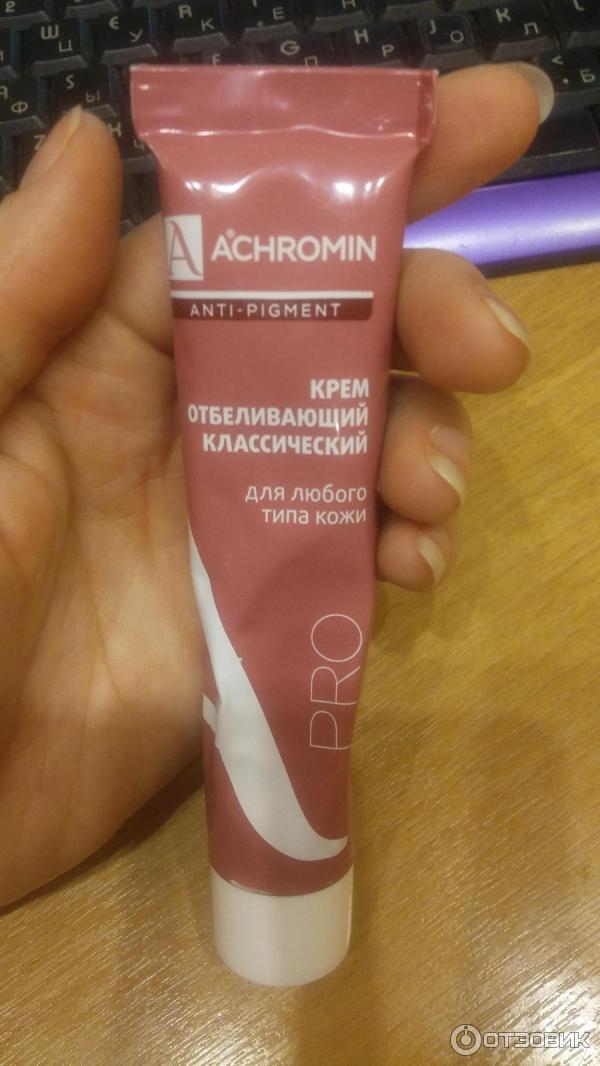 A
ACHROMIN
ANTI-PIGMENT
КРЕМ
ОТБЕЛИВАЮЩИЙ
КЛАССИЧЕСКИЙ
для любого
типа кожи
PRO
ОТЗОВИК